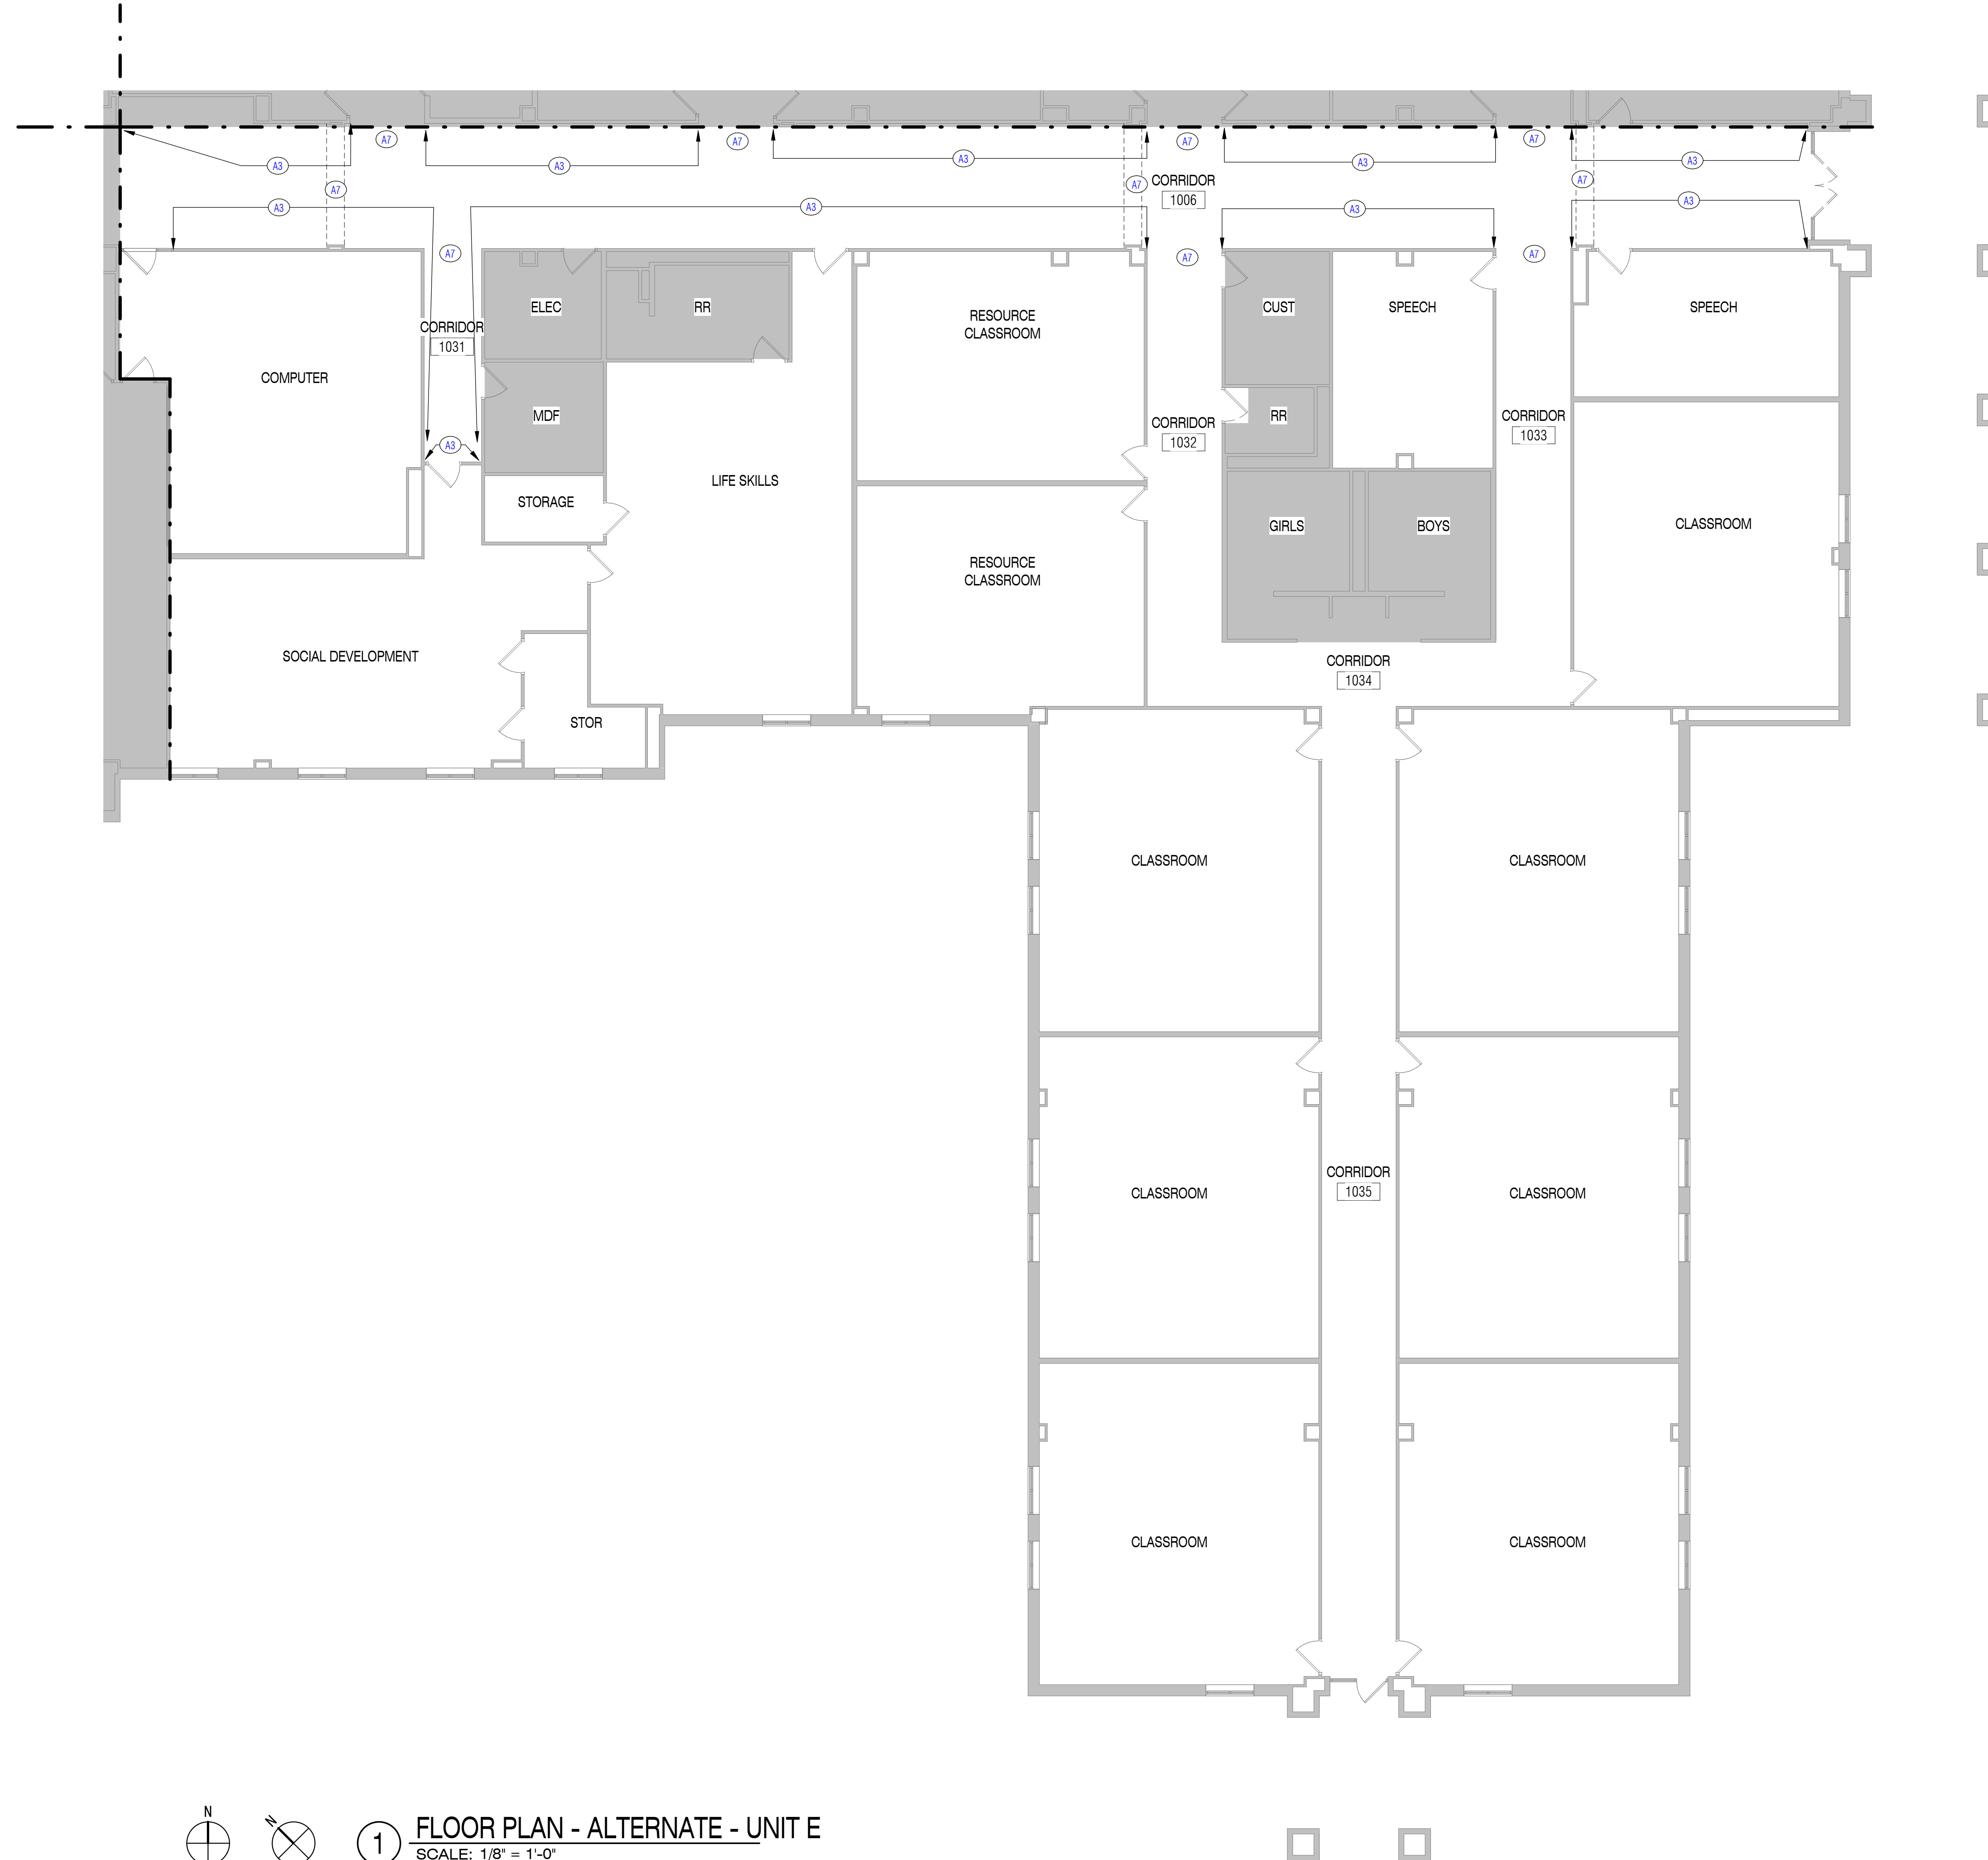 A7
A7
A7
A7
A3
A3
A3
A3
A3
A7
A7
CORRIDOR
1006
A7
A3
A3
A3
A3
A7
A7
A7
ELEC
RR
RESOURCE
CLASSROOM
CUST
SPEECH
SPEECH
CORRIDOR
1031
COMPUTER
MDF
RR
CORRIDOR
1032
CORRIDOR
1033
A3
LIFE SKILLS
STORAGE
GIRLS
BOYS
CLASSROOM
RESOURCE
CLASSROOM
SOCIAL DEVELOPMENT
CORRIDOR
1034
STOR
CLASSROOM
CLASSROOM
CORRIDOR
1035
CLASSROOM
CLASSROOM
CLASSROOM
CLASSROOM
N
N
1
FLOOR PLAN - ALTERNATE - UNIT E
SCALE: 1/8" = 1'-0"